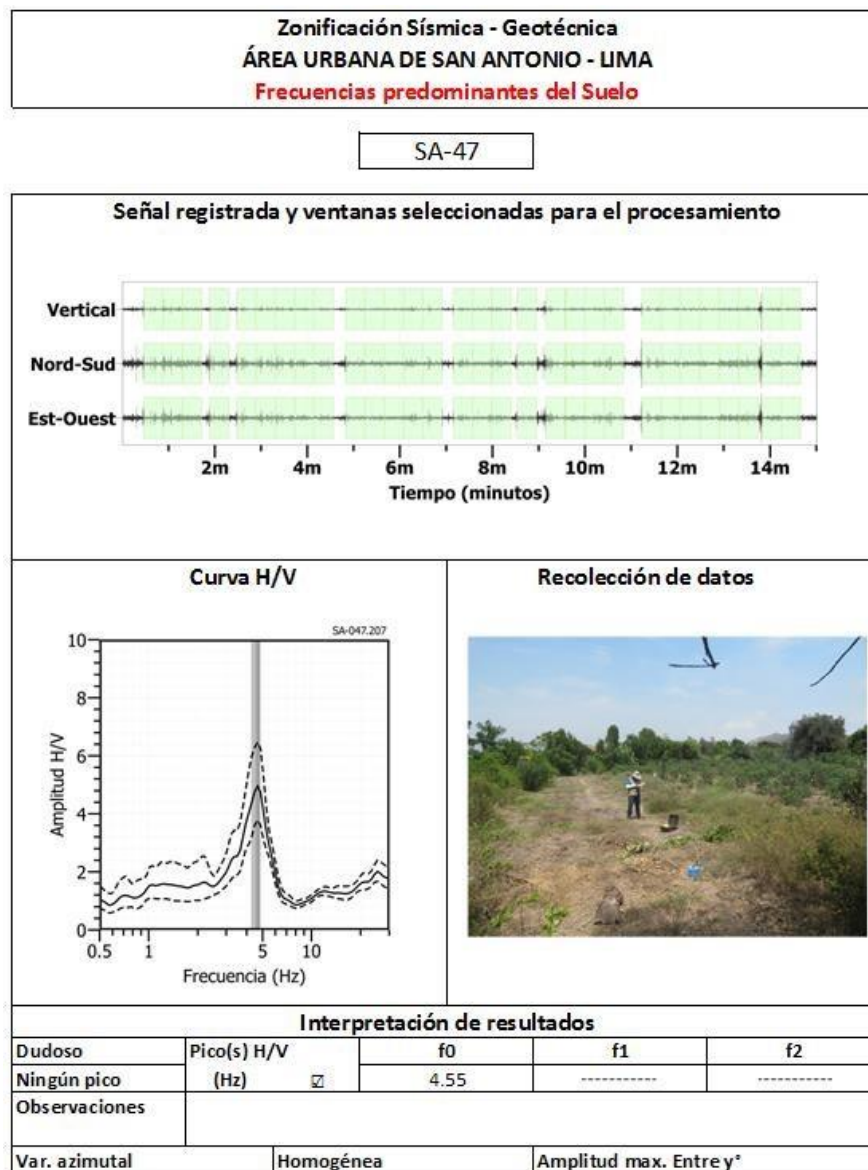 Zonificación Sísmica - Geotécnica
ÁREA URBANA DE SAN ANTONIO - LIMA
Frecuencias predominantes del Suelo
SA-47
Señal registrada y ventanas seleccionadas para el procesamiento
Vertical
Nord-Sud
Est-Ouest
2m 4m 6m 8m 10m 12m 14m
Tiempo (minutos)
Curva H/V
Recolección de datos
SA-047.207
10
8
6
4
2
0
Amplitud H/V
0.5 1 5 10
Frecuencia (Hz)
Interpretación de resultados
Dudoso Pico(s) H/V f0 f1 f2
Ningún pico (Hz) ☑ 4.55 ---------- ----------
Observaciones
Var. azimutal Homogénea Amplitud max. Entre y°